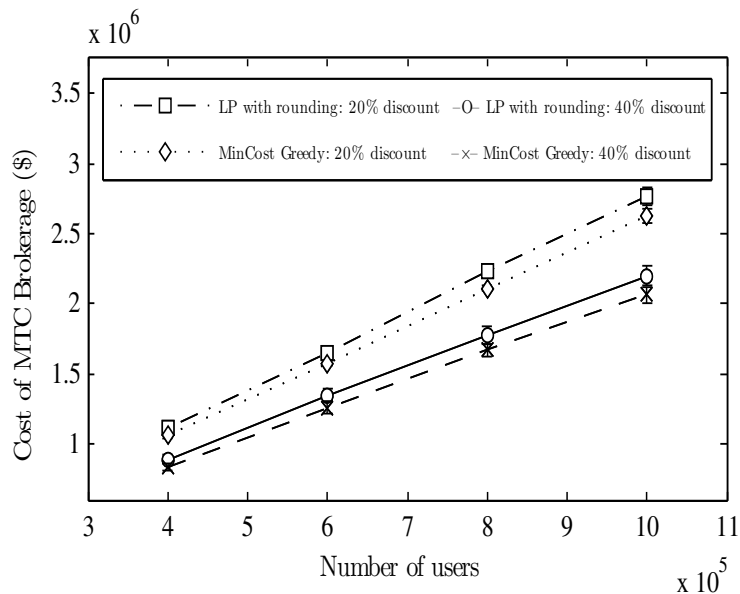 x 10^6
3.5
3
2.5
2
1.5
1
Cost of MTC Brokerage ($)
LP with rounding: 20% discount
–O– LP with rounding: 40% discount
MinCost Greedy: 20% discount
–x– MinCost Greedy: 40% discount
3 4 5 6 7 8 9 10 11
Number of users
x 10^5